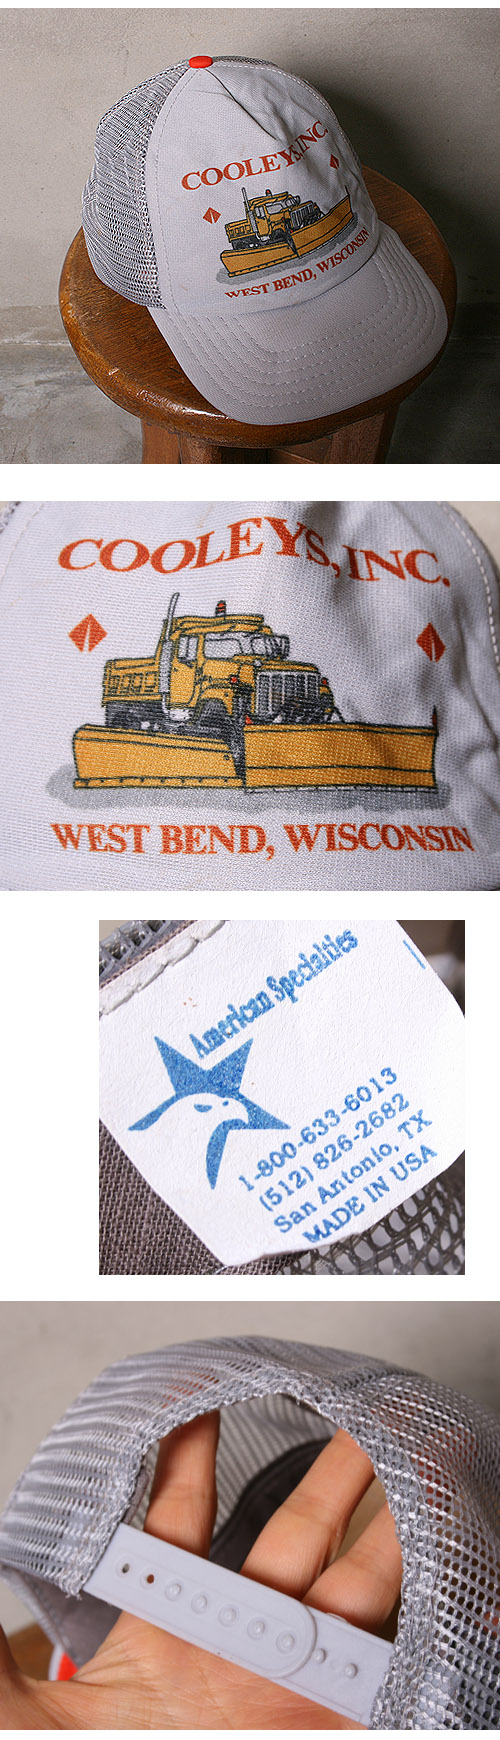 COOLEYS, INC.
WEST BEND, WISCONSIN
COOLEYS, INC.
WEST BEND, WISCONSIN
American Specialties
1-800-633-6013
(512) 826-2682
San Antonio, TX
MADE IN USA